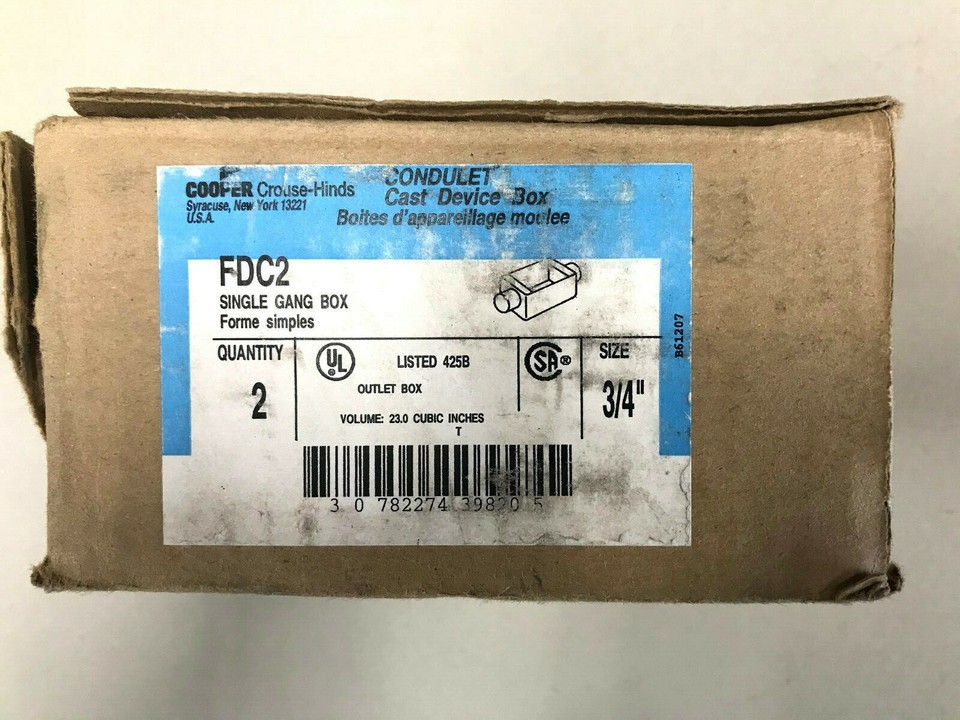 COOPER Crouse-Hinds
Syracuse, New York 13221
U.S.A.
CONDULET
Cast Device Box
Boites d'appareillage moulee
FDC2
SINGLE GANG BOX
Forme simples
QUANTITY
2
UL
®
LISTED 425B
OUTLET BOX
VOLUME: 23.0 CUBIC INCHES
T
SA®
SIZE
3/4"
B61207
3 0 782274 39820 5